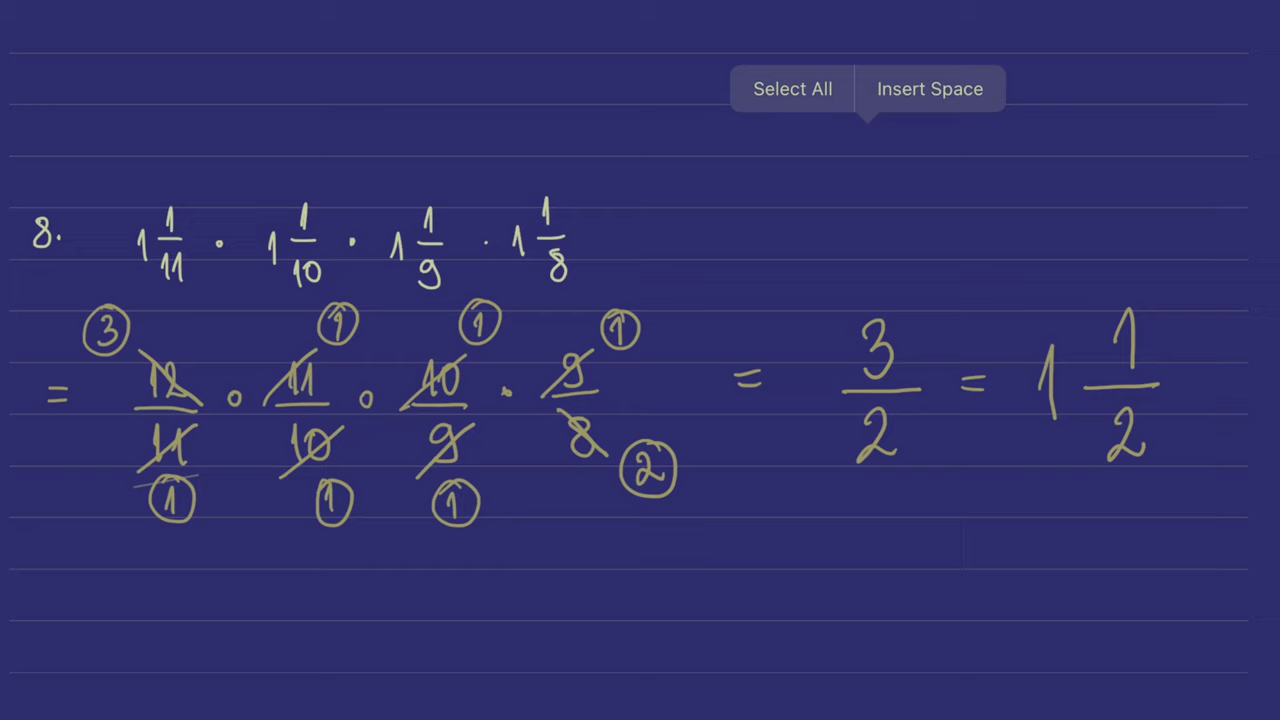 Select All Insert Space
8. 1 1/11 · 1 1/10 · 1 1/9 · 1 1/8
③ ① ① ①
= 12/11 · 11/10 · 10/9 · 9/8 = 3/2 = 1 1/2
① ① ① ②